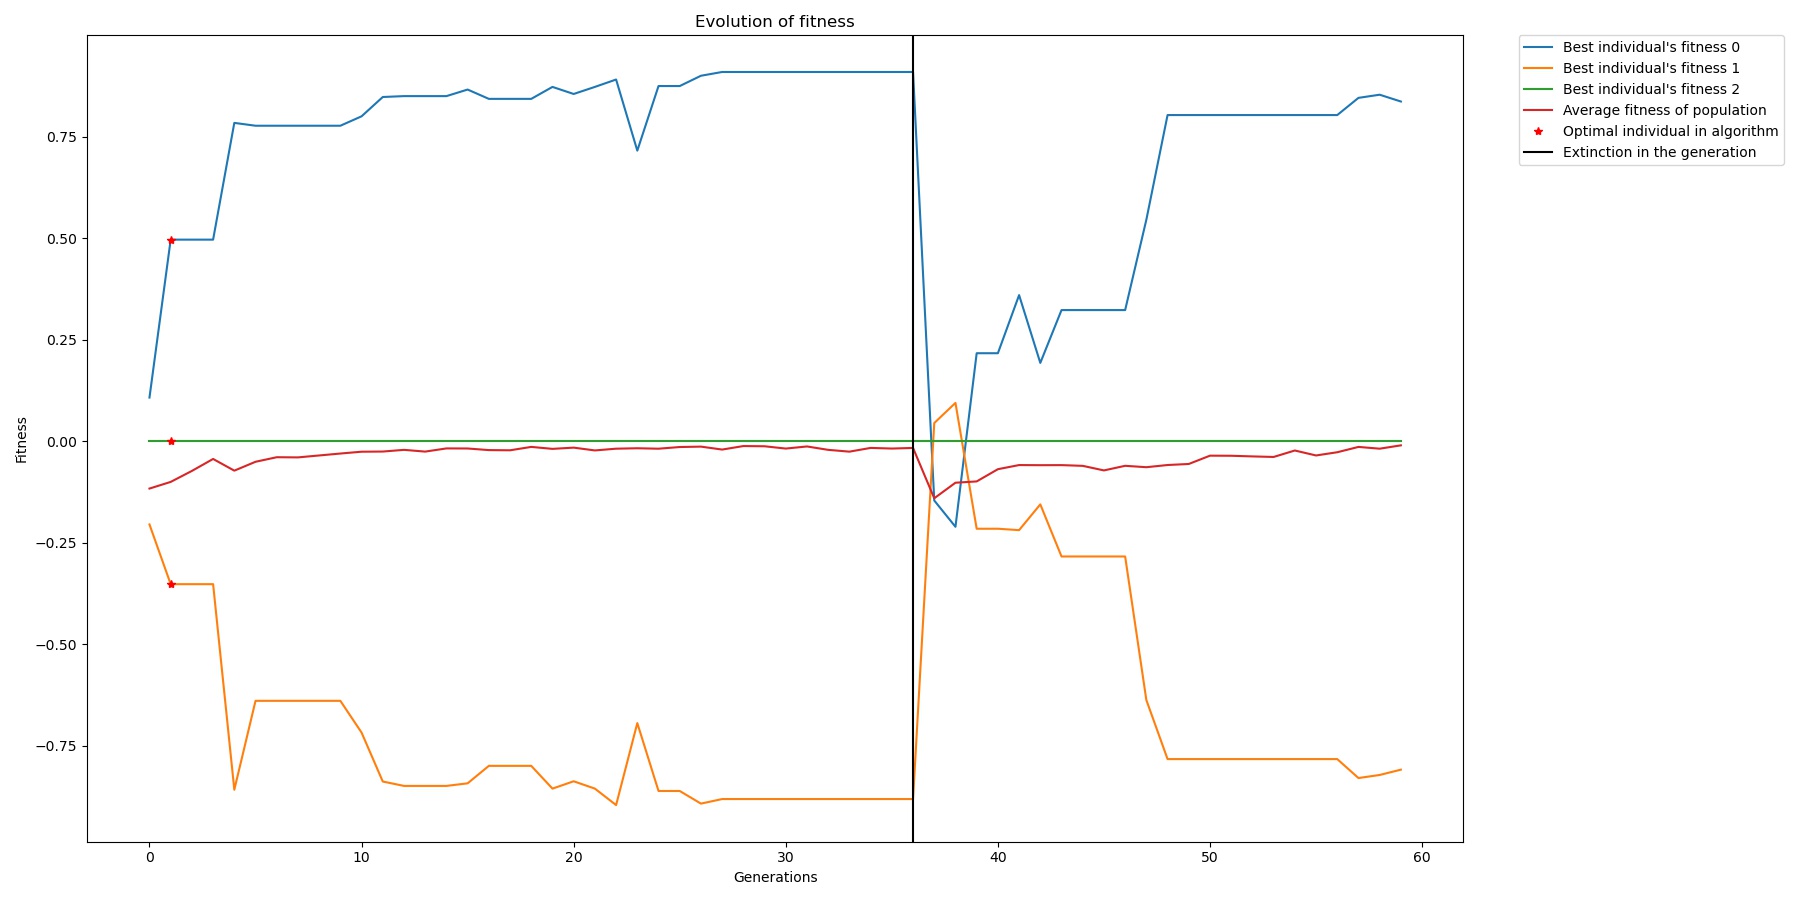 Evolution of fitness
Best individual's fitness 0
Best individual's fitness 1
Best individual's fitness 2
Average fitness of population
Optimal individual in algorithm
Extinction in the generation
Fitness
0.75
0.50
0.25
0.00
−0.25
−0.50
−0.75
0 10 20 30 40 50 60
Generations